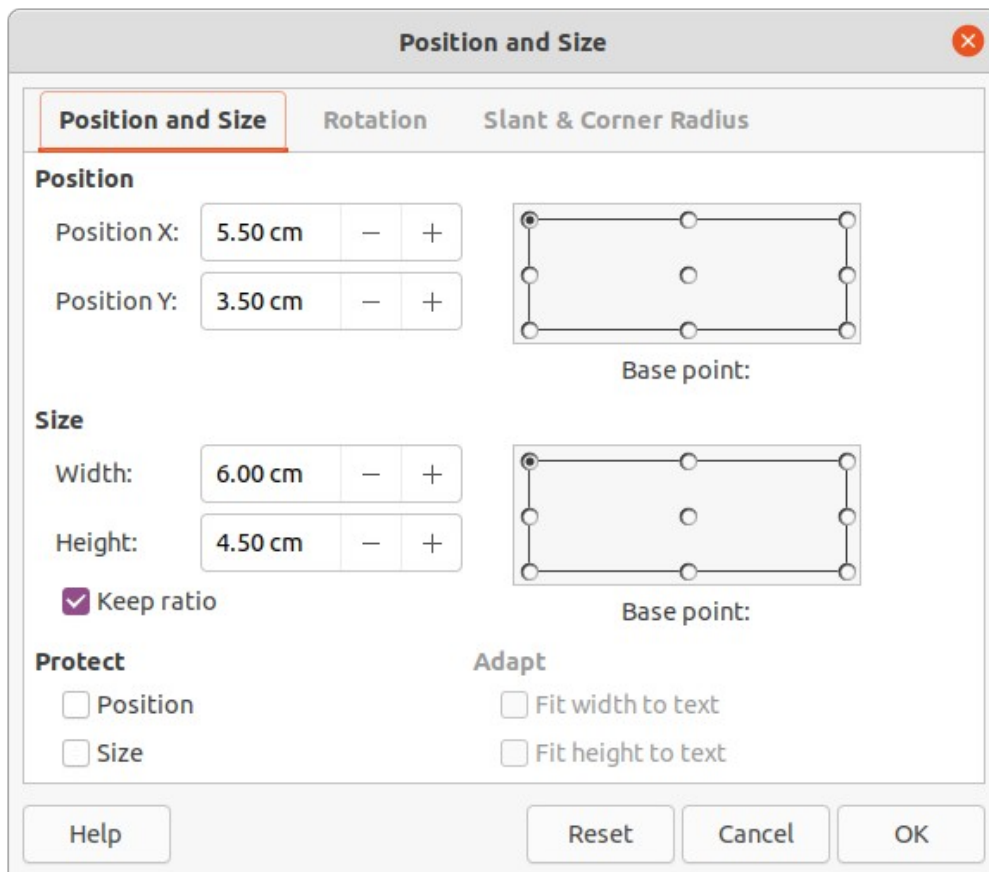 Position and Size
Position and Size Rotation Slant & Corner Radius
Position
Position X: 5.50 cm − +
Position Y: 3.50 cm − +
Base point:
Size
Width: 6.00 cm − +
Height: 4.50 cm − +
Keep ratio
Base point:
Protect Adapt
Position Fit width to text
Size Fit height to text
Help Reset Cancel OK